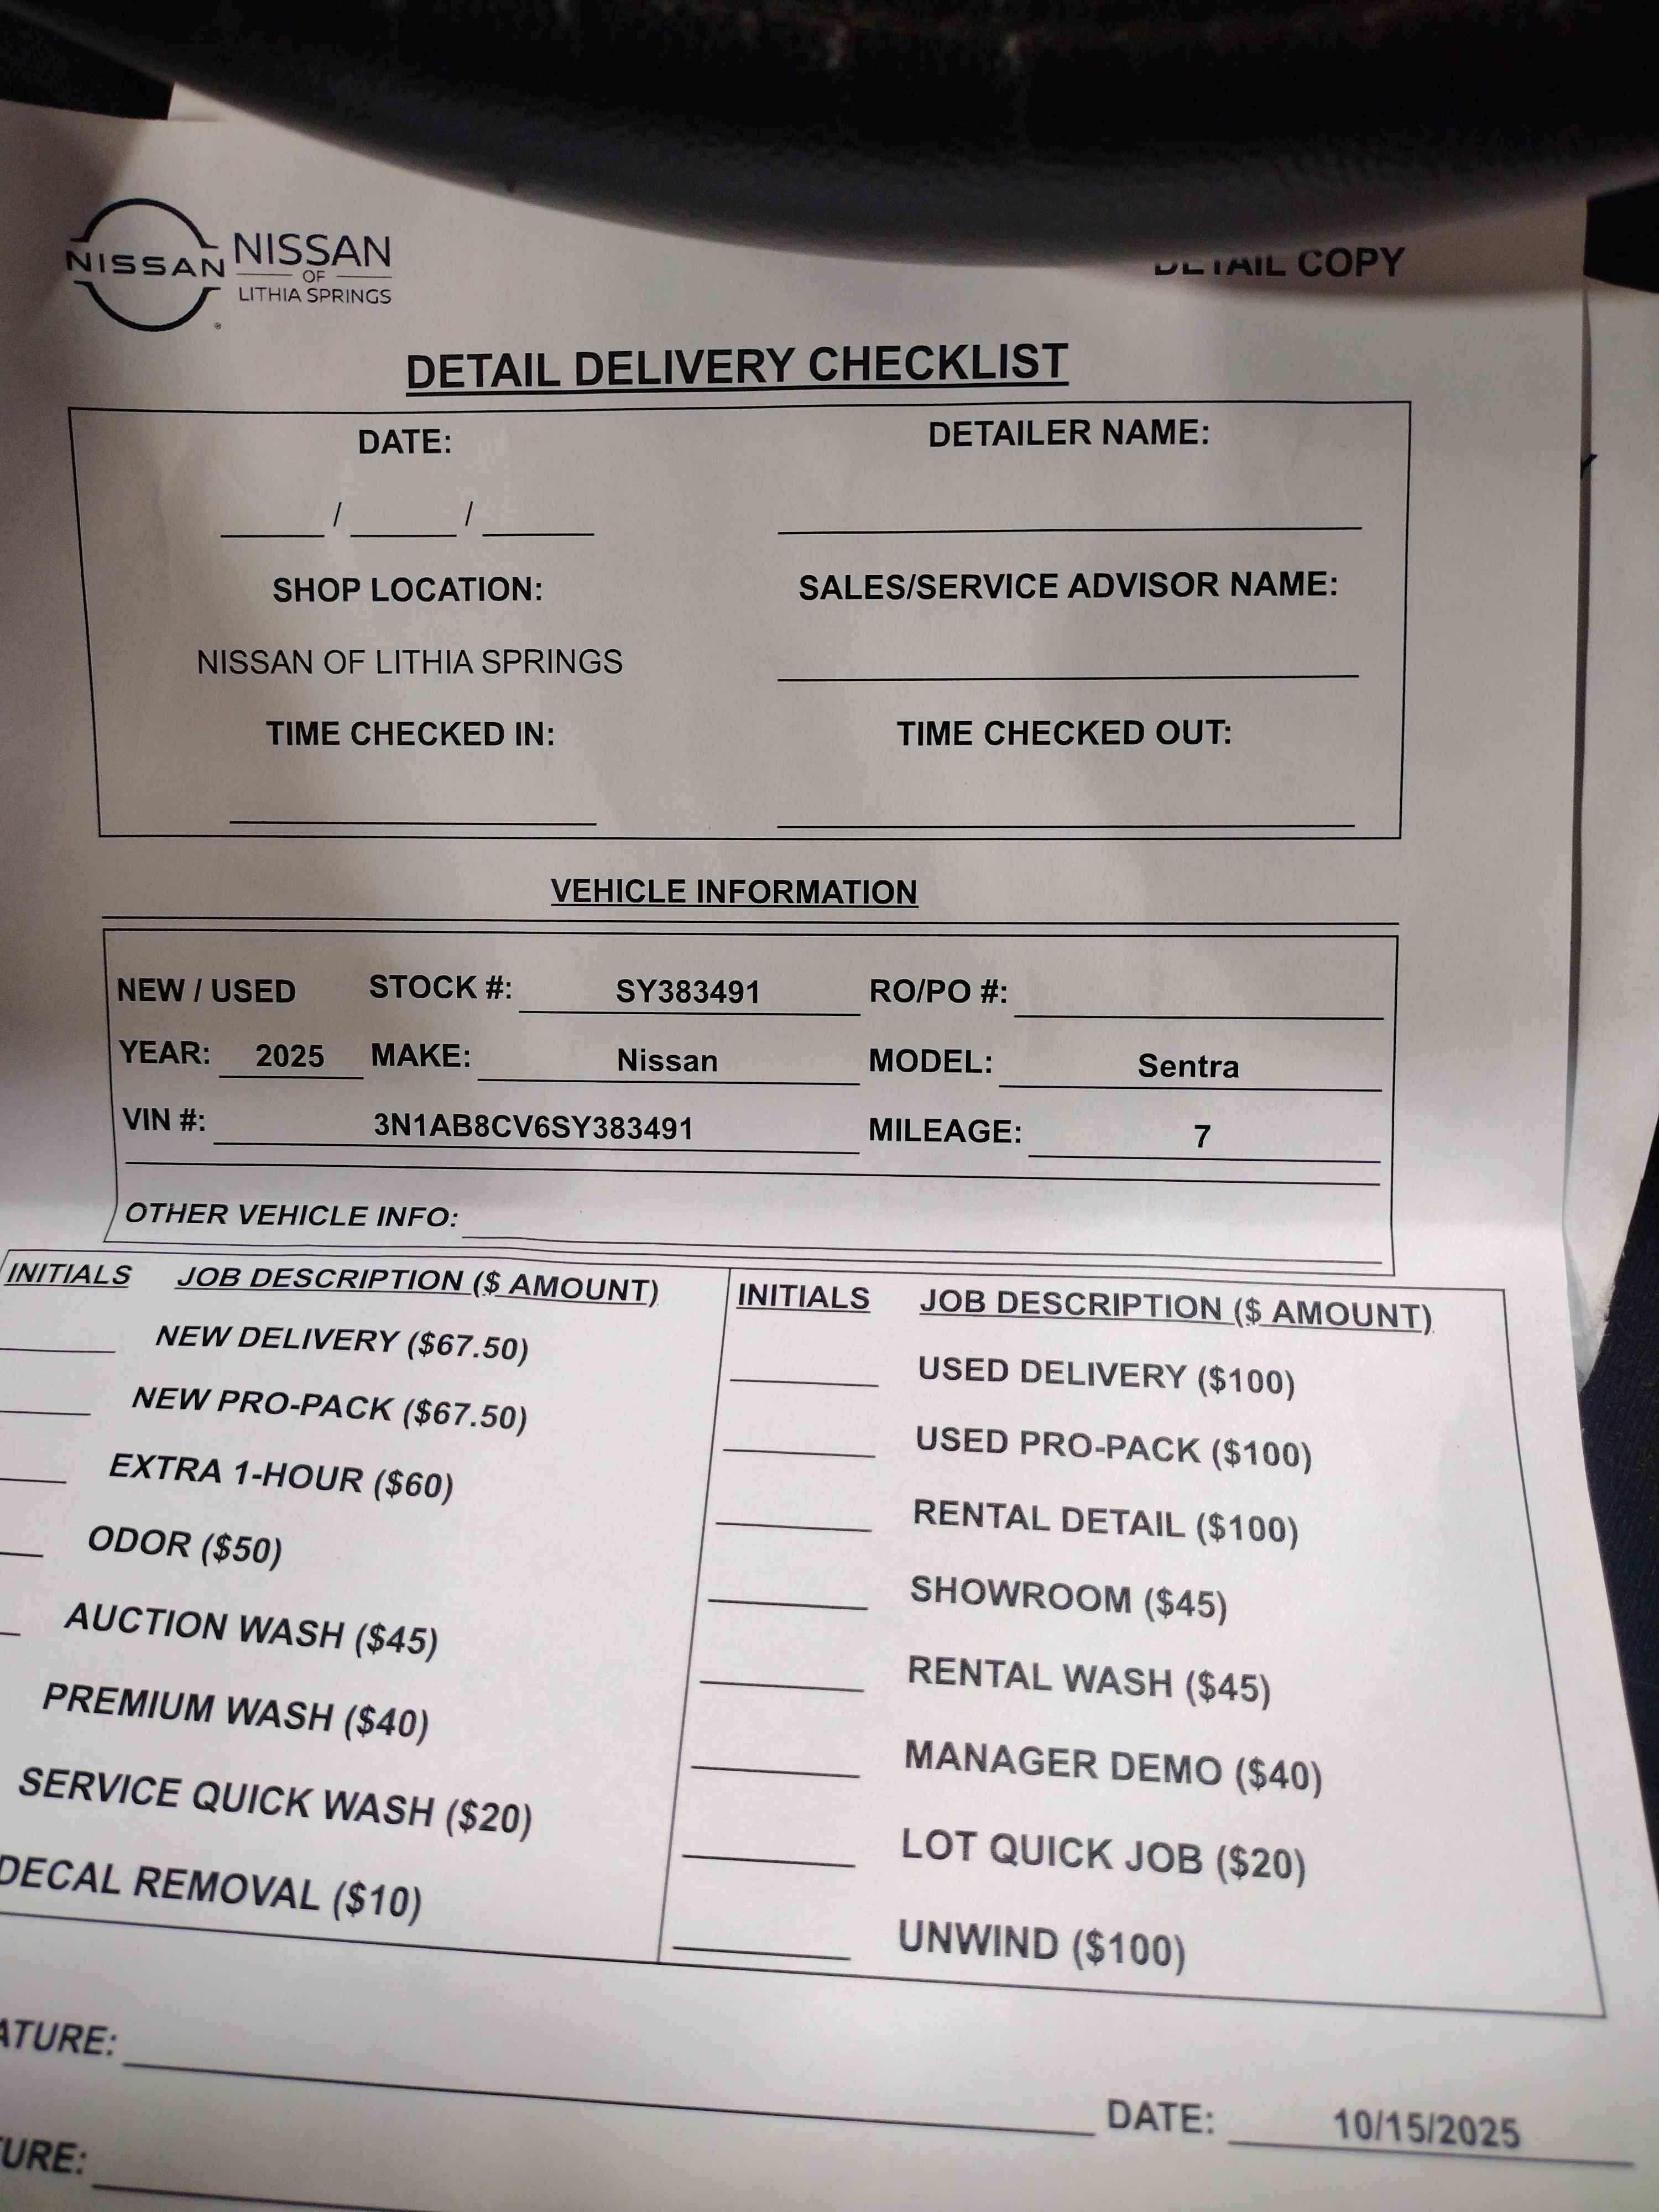 NISSAN
NISSAN
OF
LITHIA SPRINGS
®
DETAIL COPY
DETAIL DELIVERY CHECKLIST
DATE: DETAILER NAME:
____ / ____ / ____
SHOP LOCATION: SALES/SERVICE ADVISOR NAME:
NISSAN OF LITHIA SPRINGS
TIME CHECKED IN: TIME CHECKED OUT:
VEHICLE INFORMATION
NEW / USED STOCK #: SY383491 RO/PO #:
YEAR: 2025 MAKE: Nissan MODEL: Sentra
VIN #: 3N1AB8CV6SY383491 MILEAGE: 7
OTHER VEHICLE INFO:
INITIALS JOB DESCRIPTION ($ AMOUNT) INITIALS JOB DESCRIPTION ($ AMOUNT)
NEW DELIVERY ($67.50) USED DELIVERY ($100)
NEW PRO-PACK ($67.50) USED PRO-PACK ($100)
EXTRA 1-HOUR ($60) RENTAL DETAIL ($100)
ODOR ($50) SHOWROOM ($45)
AUCTION WASH ($45) RENTAL WASH ($45)
PREMIUM WASH ($40) MANAGER DEMO ($40)
SERVICE QUICK WASH ($20) LOT QUICK JOB ($20)
DECAL REMOVAL ($10) UNWIND ($100)
ATURE: DATE: 10/15/2025
URE: